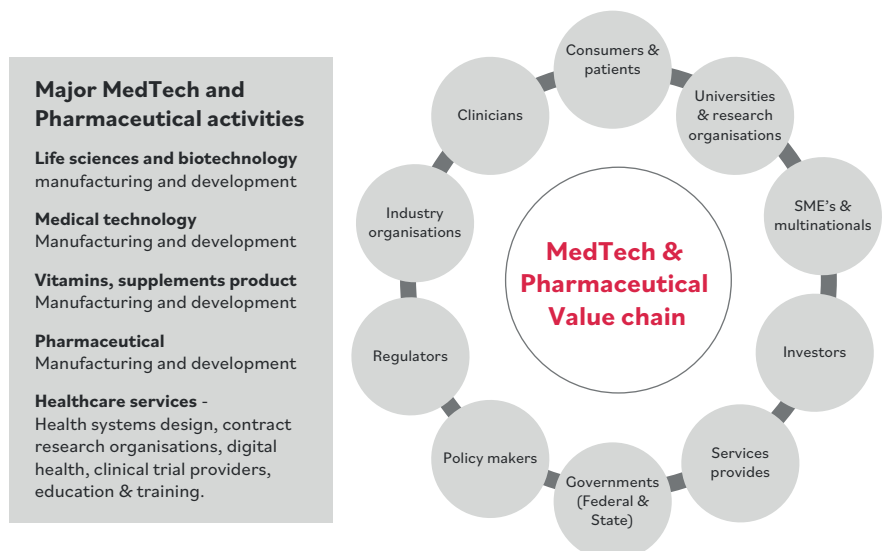 Major MedTech and
Pharmaceutical activities
Life sciences and biotechnology
manufacturing and development
Medical technology
Manufacturing and development
Vitamins, supplements product
Manufacturing and development
Pharmaceutical
Manufacturing and development
Healthcare services -
Health systems design, contract
research organisations, digital
health, clinical trial providers,
education & training.
MedTech &
Pharmaceutical
Value chain
Consumers &
patients
Universities
& research
organisations
SME's &
multinationals
Investors
Services
provides
Governments
(Federal &
State)
Policy makers
Regulators
Industry
organisations
Clinicians